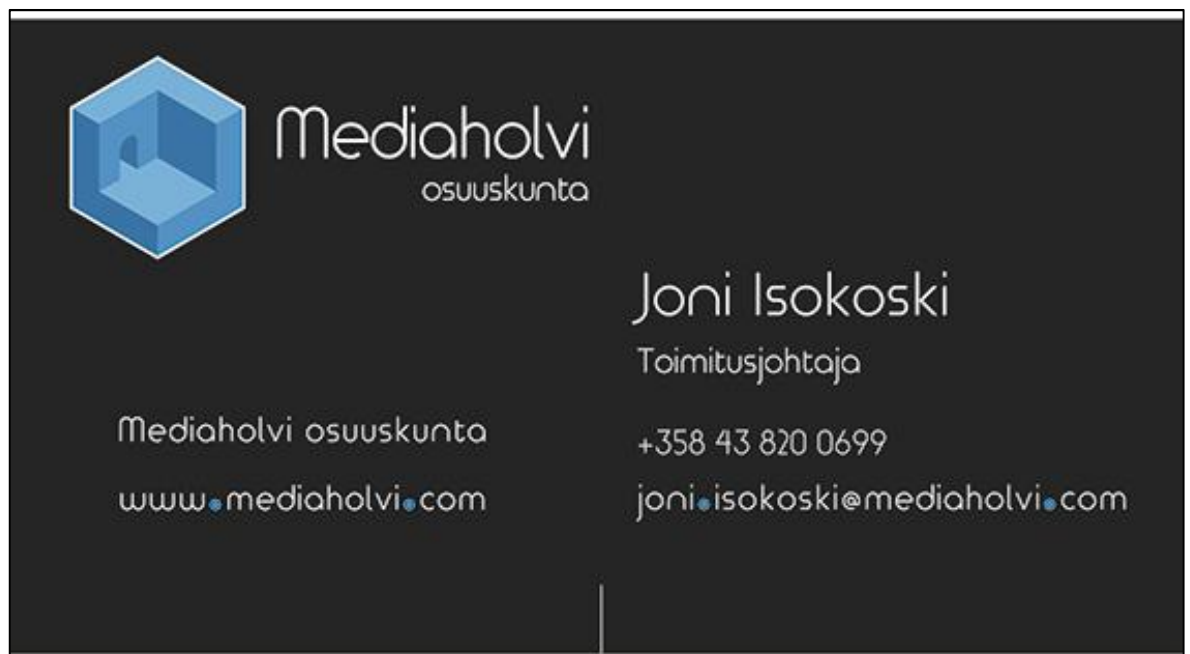 Mediaholvi
osuuskunta
Joni Isokoski
Toimitusjohtaja
Mediaholvi osuuskunta
www.mediaholvi.com
+358 43 820 0699
joni.isokoski@mediaholvi.com